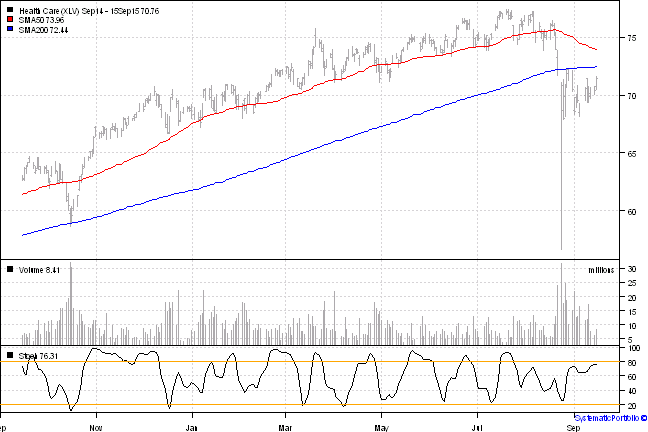 Health Care (XLV) Sep14 - 15Sep15 70.76
SMA50 73.96
SMA200 72.44
75
70
65
60
Volume 8.41
millions
30
25
20
15
10
5
Stoch 76.31
100
80
60
40
20
ep
Nov
Jan
Mar
May
Jul
Sep
SystematicPortfolio ©